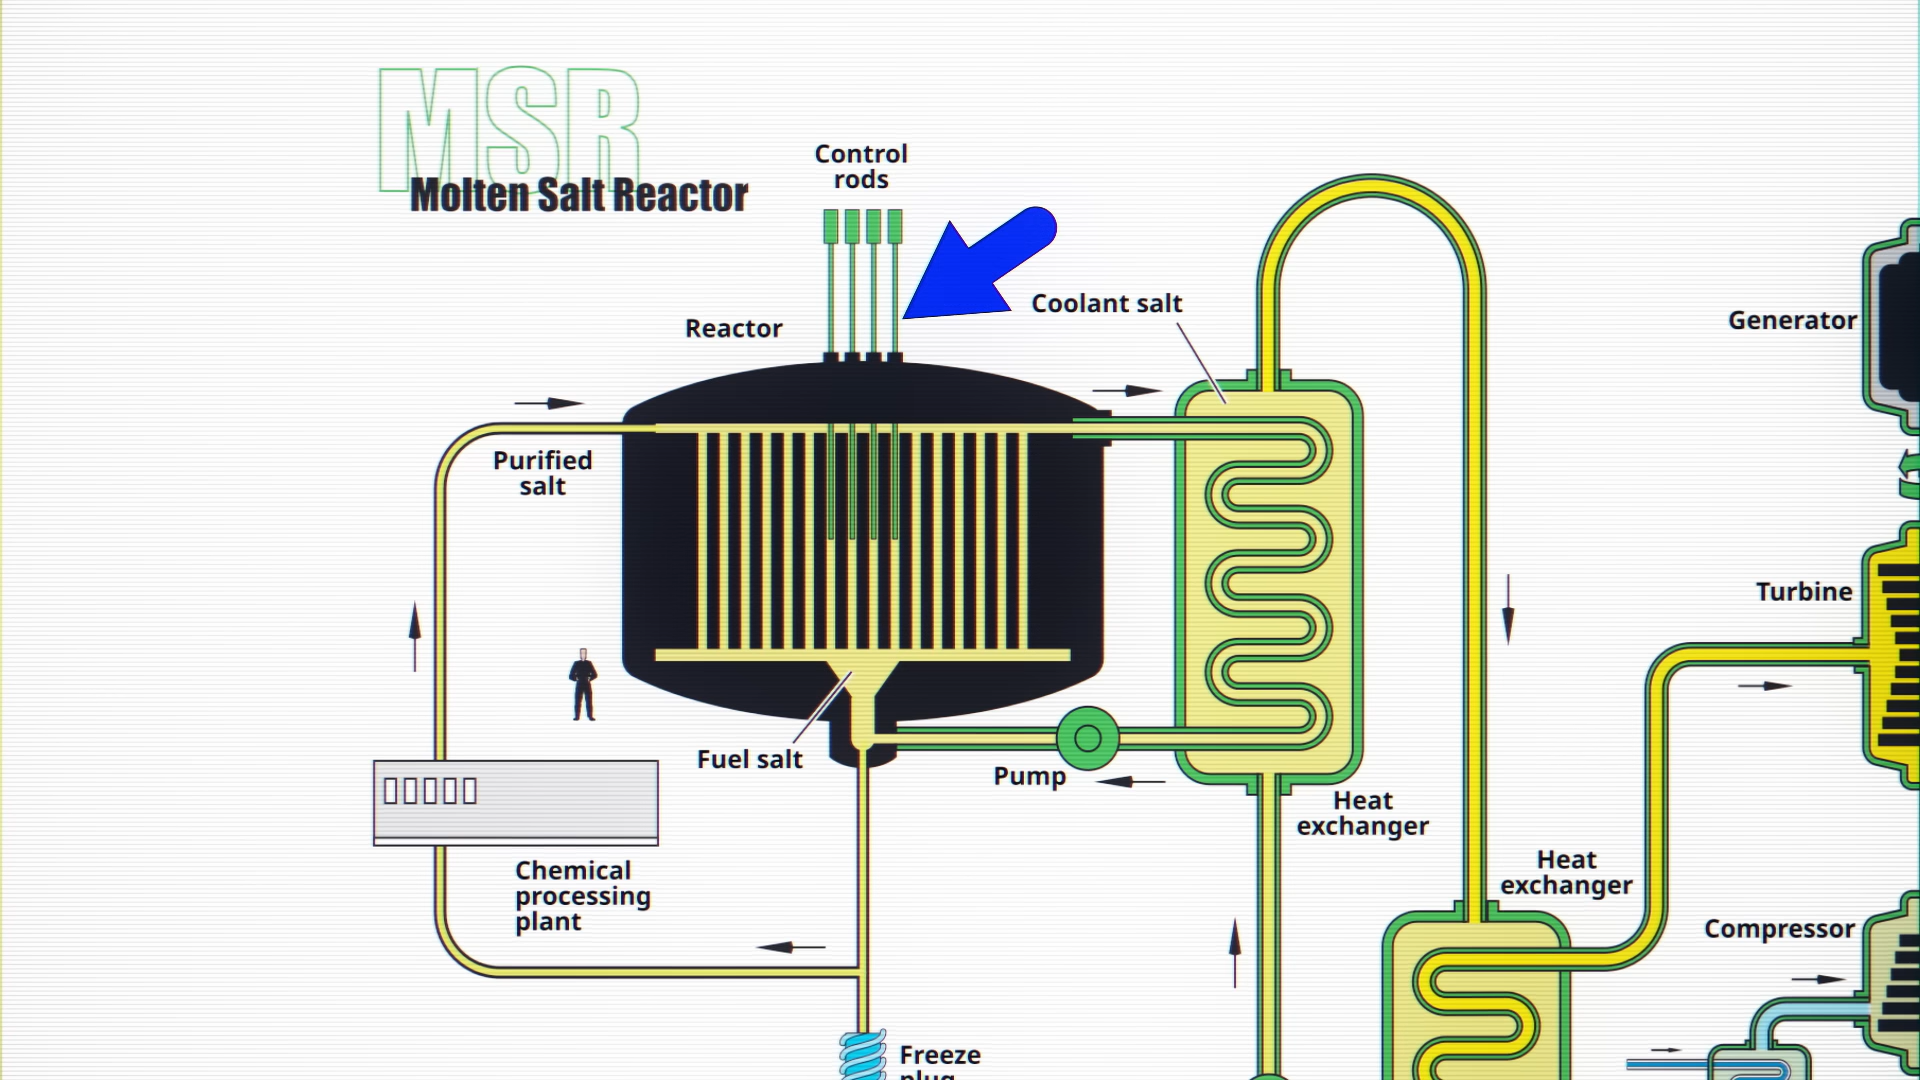 MSR
Molten Salt Reactor
Control
rods
Reactor
Coolant salt
Generator
Purified
salt
Turbine
Fuel salt
Pump
Heat
exchanger
Chemical
processing
plant
Heat
exchanger
Compressor
Freeze
plug